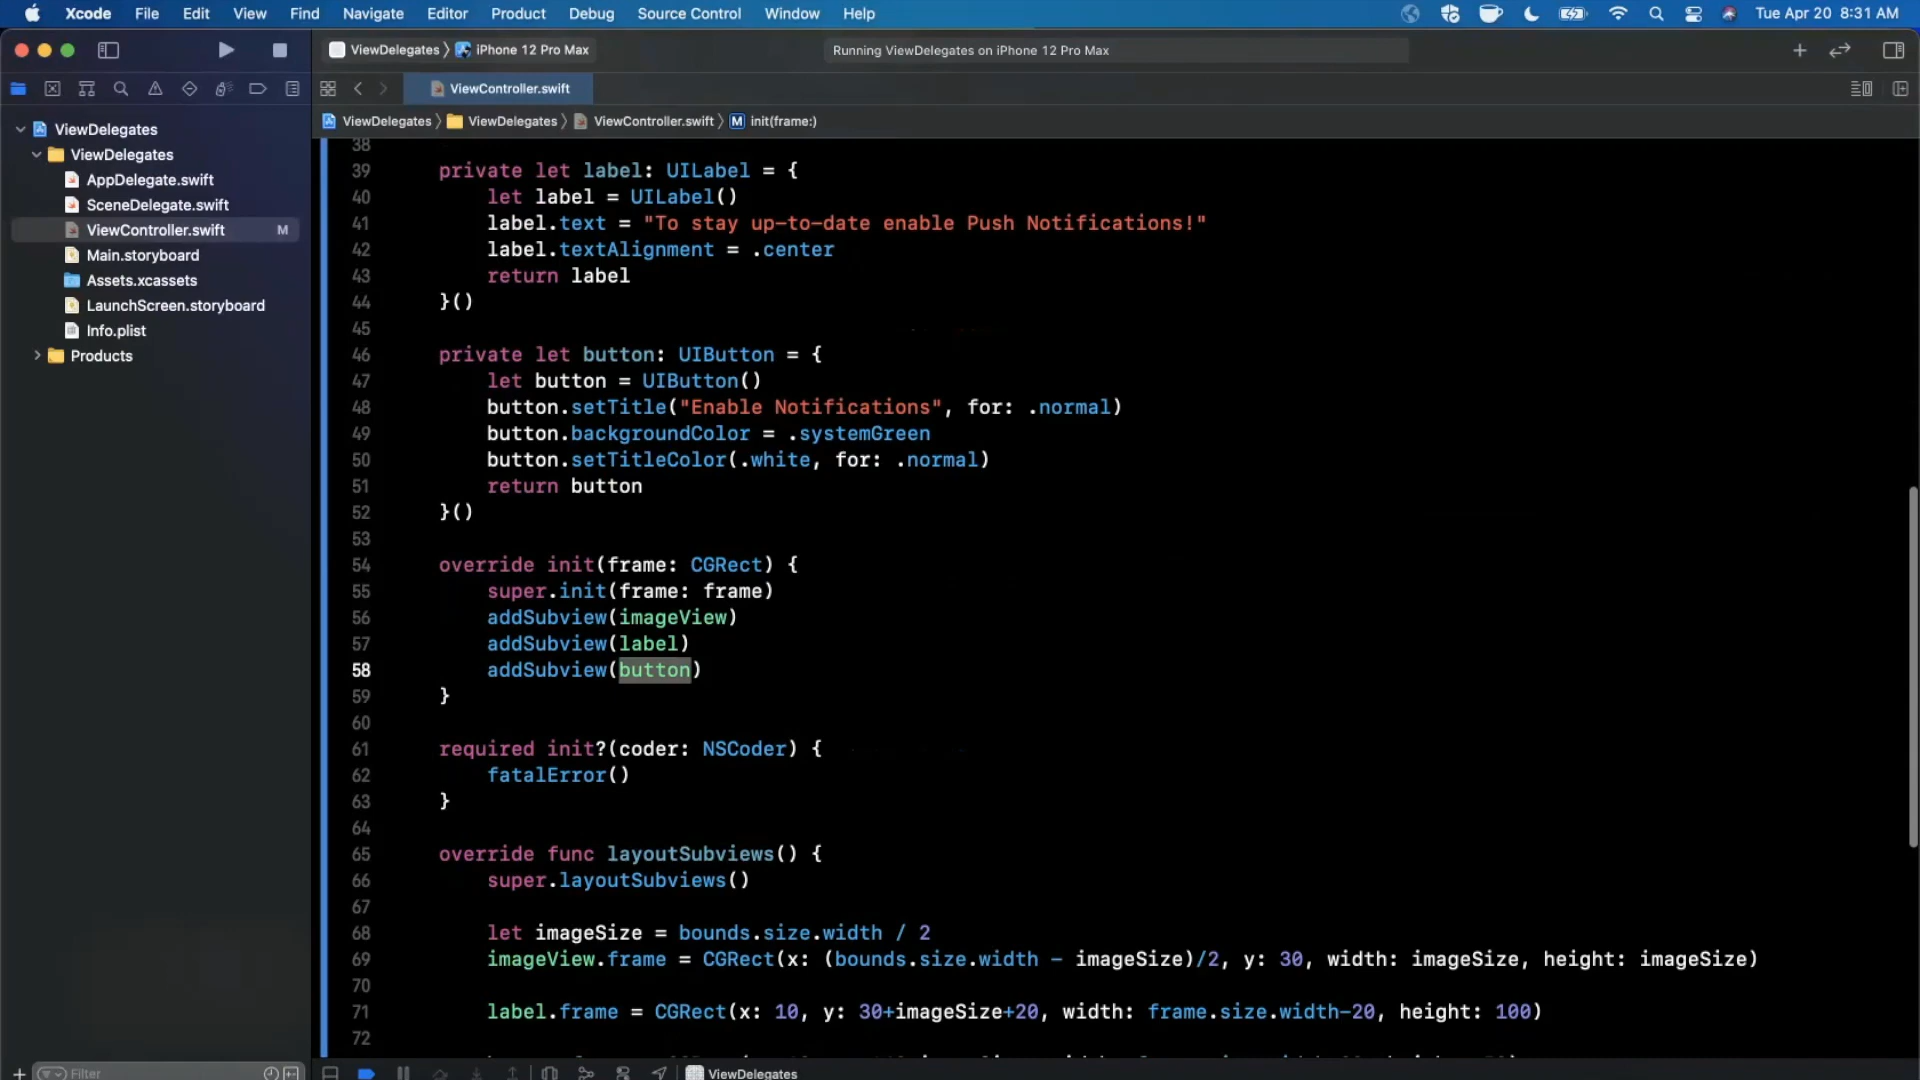 Xcode File Edit View Find Navigate Editor Product Debug Source Control Window Help Tue Apr 20 8:31 AM
ViewDelegates 〉 iPhone 12 Pro Max Running ViewDelegates on iPhone 12 Pro Max
ViewController.swift
ViewDelegates 〉 ViewDelegates 〉 ViewController.swift 〉 M init(frame:)
ViewDelegates
ViewDelegates
AppDelegate.swift
SceneDelegate.swift
ViewController.swift M
Main.storyboard
Assets.xcassets
LaunchScreen.storyboard
Info.plist
Products
Filter
38
39 private let label: UILabel = {
40 let label = UILabel()
41 label.text = "To stay up-to-date enable Push Notifications!"
42 label.textAlignment = .center
43 return label
44 }()
45
46 private let button: UIButton = {
47 let button = UIButton()
48 button.setTitle("Enable Notifications", for: .normal)
49 button.backgroundColor = .systemGreen
50 button.setTitleColor(.white, for: .normal)
51 return button
52 }()
53
54 override init(frame: CGRect) {
55 super.init(frame: frame)
56 addSubview(imageView)
57 addSubview(label)
58 addSubview(button)
59 }
60
61 required init?(coder: NSCoder) {
62 fatalError()
63 }
64
65 override func layoutSubviews() {
66 super.layoutSubviews()
67
68 let imageSize = bounds.size.width / 2
69 imageView.frame = CGRect(x: (bounds.size.width - imageSize)/2, y: 30, width: imageSize, height: imageSize)
70
71 label.frame = CGRect(x: 10, y: 30+imageSize+20, width: frame.size.width-20, height: 100)
72
ViewDelegates